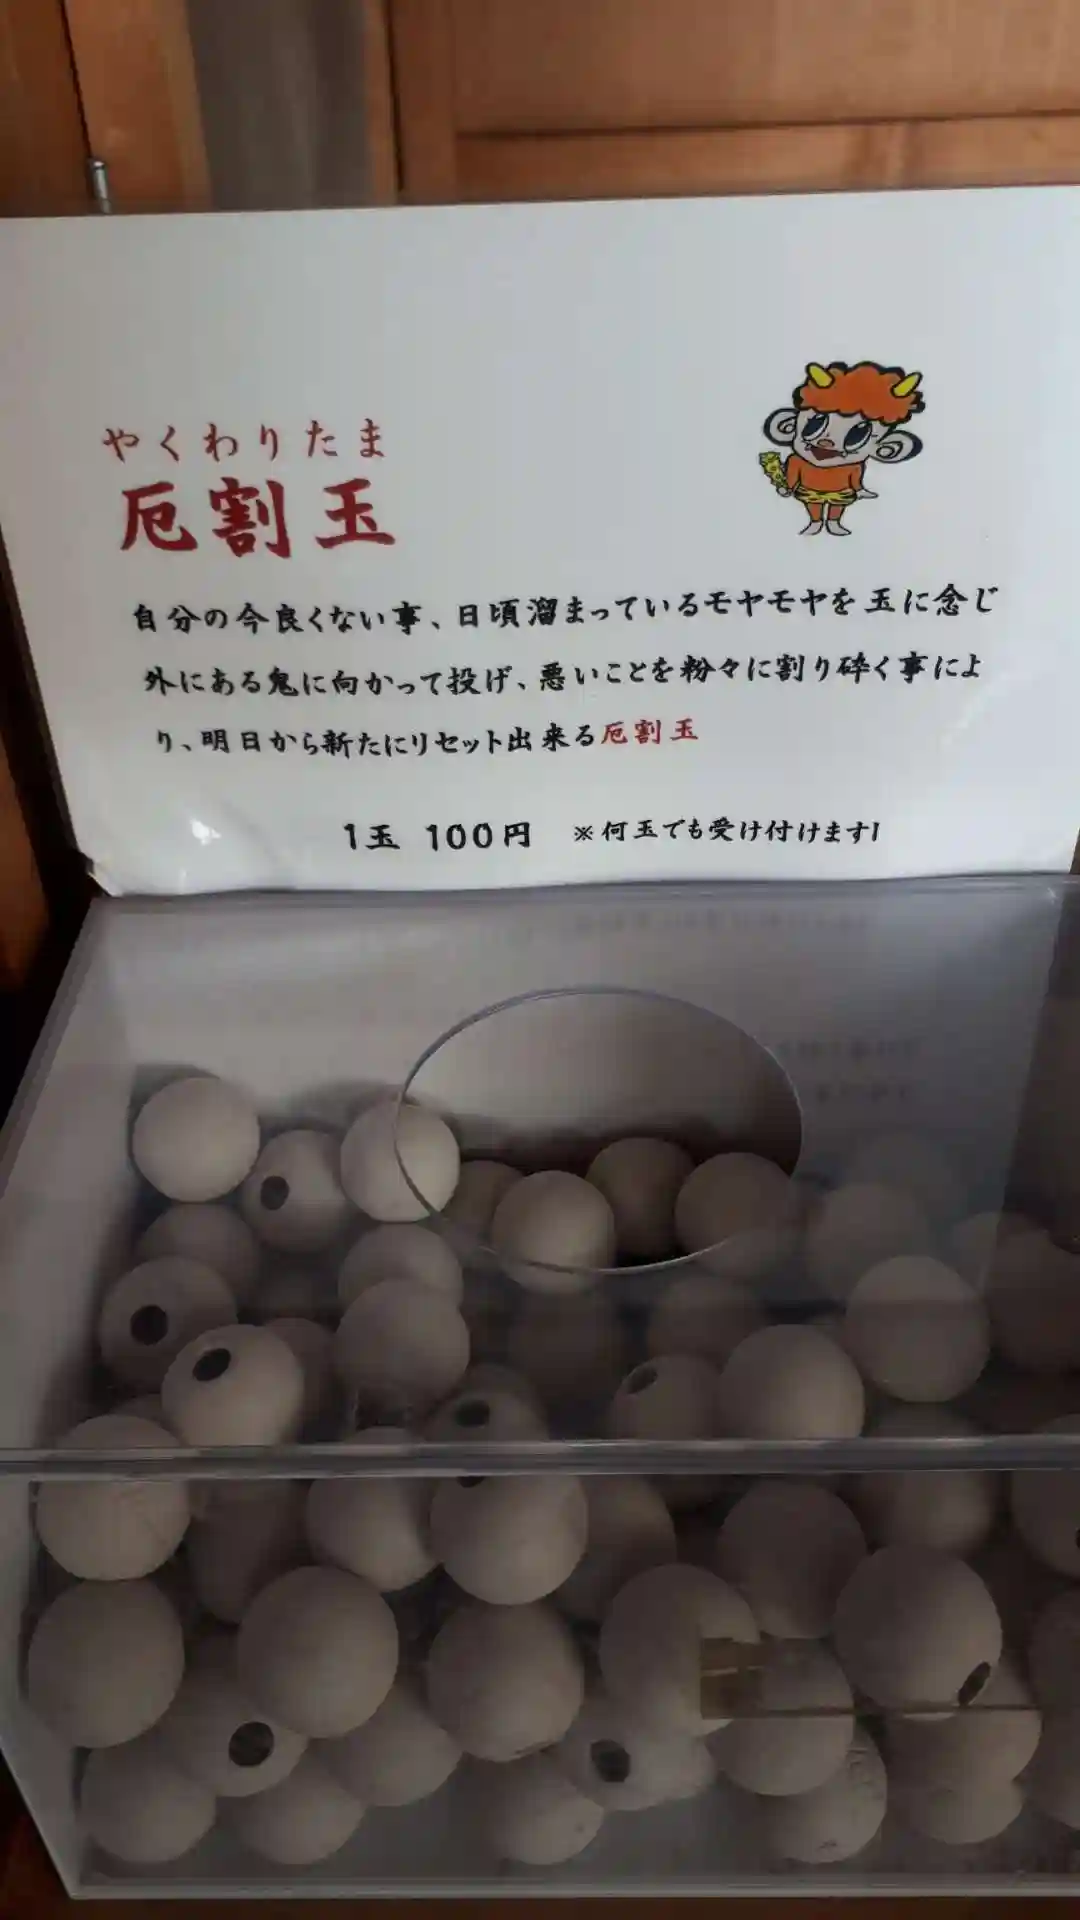 やくわりたま
厄割玉
自分の今良くない事、日頃溜まっているモヤモヤを玉に念じ
外にある鬼に向かって投げ、悪いことを粉々に割り砕く事によ
り、明日から新たにリセット出来る厄割玉
1玉 100円 ※何玉でも受け付けます!